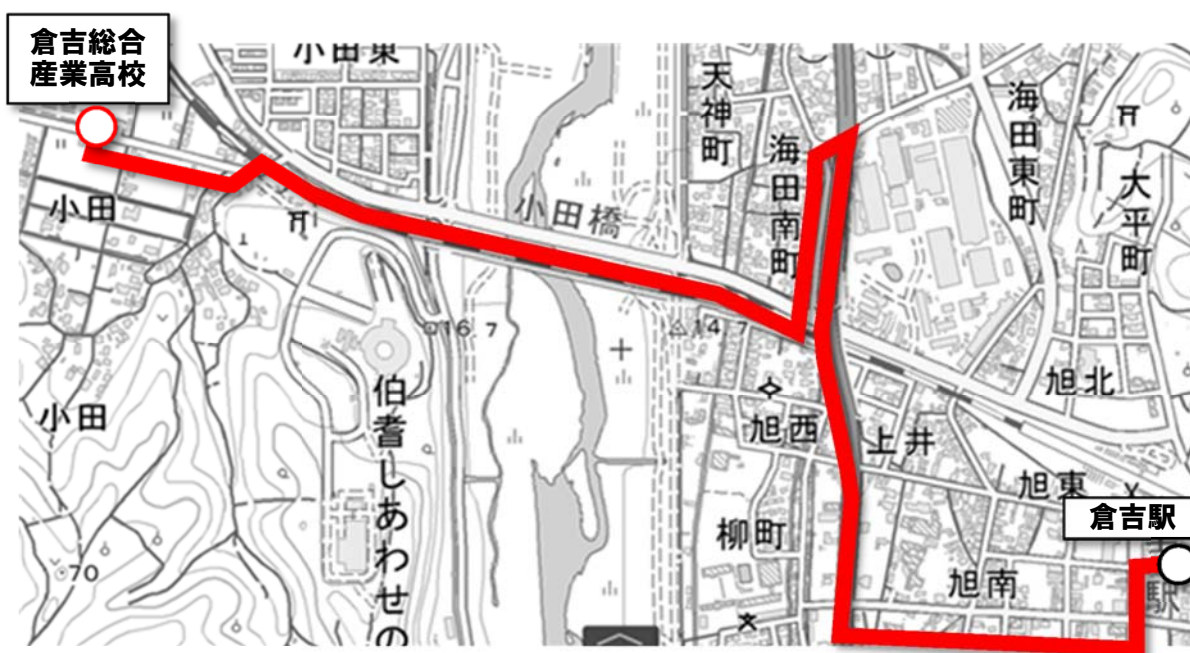 倉吉総合
産業高校
小田東
天神町
海田南町
海田東町
大平町
小田
小田橋
16.7
14.7
小田
伯耆しあわせの
旭西
上井
旭北
旭東
倉吉駅
柳町
旭南
70
駅